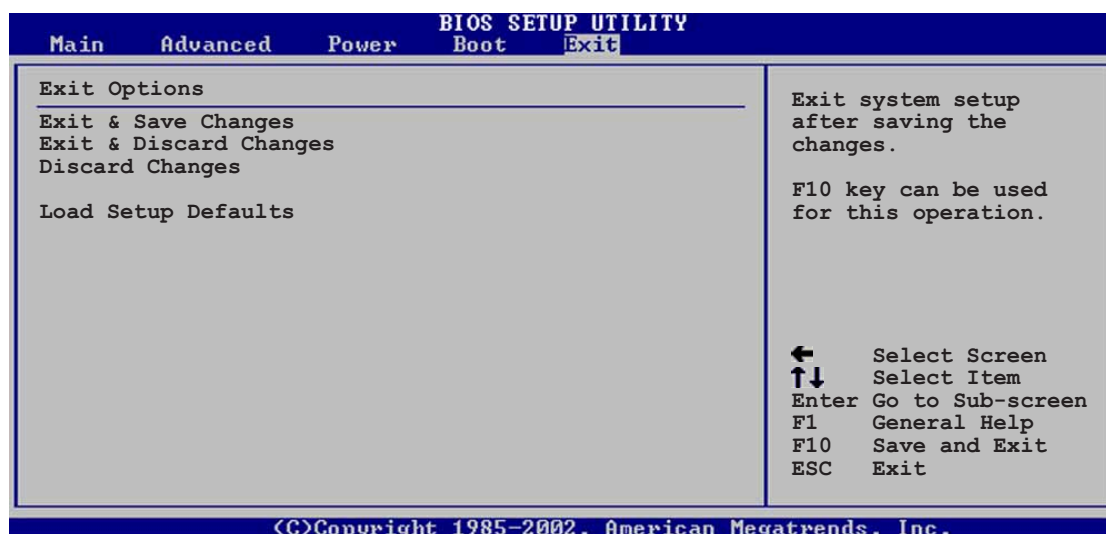 BIOS SETUP UTILITY
Main Advanced Power Boot Exit
Exit Options
Exit & Save Changes
Exit & Discard Changes
Discard Changes
Load Setup Defaults
Exit system setup
after saving the
changes.
F10 key can be used
for this operation.
← Select Screen
↑↓ Select Item
Enter Go to Sub-screen
F1 General Help
F10 Save and Exit
ESC Exit
(C)Copyright 1985-2002, American Megatrends, Inc.